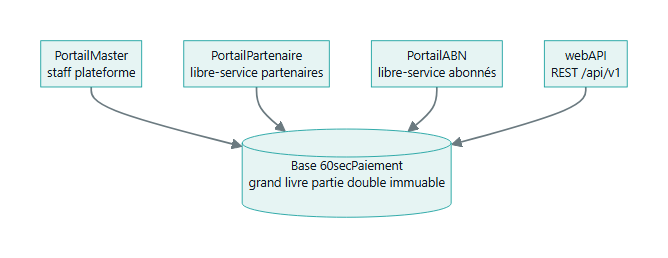 PortailMaster
staff plateforme
PortailPartenaire
libre-service partenaires
PortailABN
libre-service abonnés
webAPI
REST /api/v1
Base 60secPaiement
grand livre partie double immuable